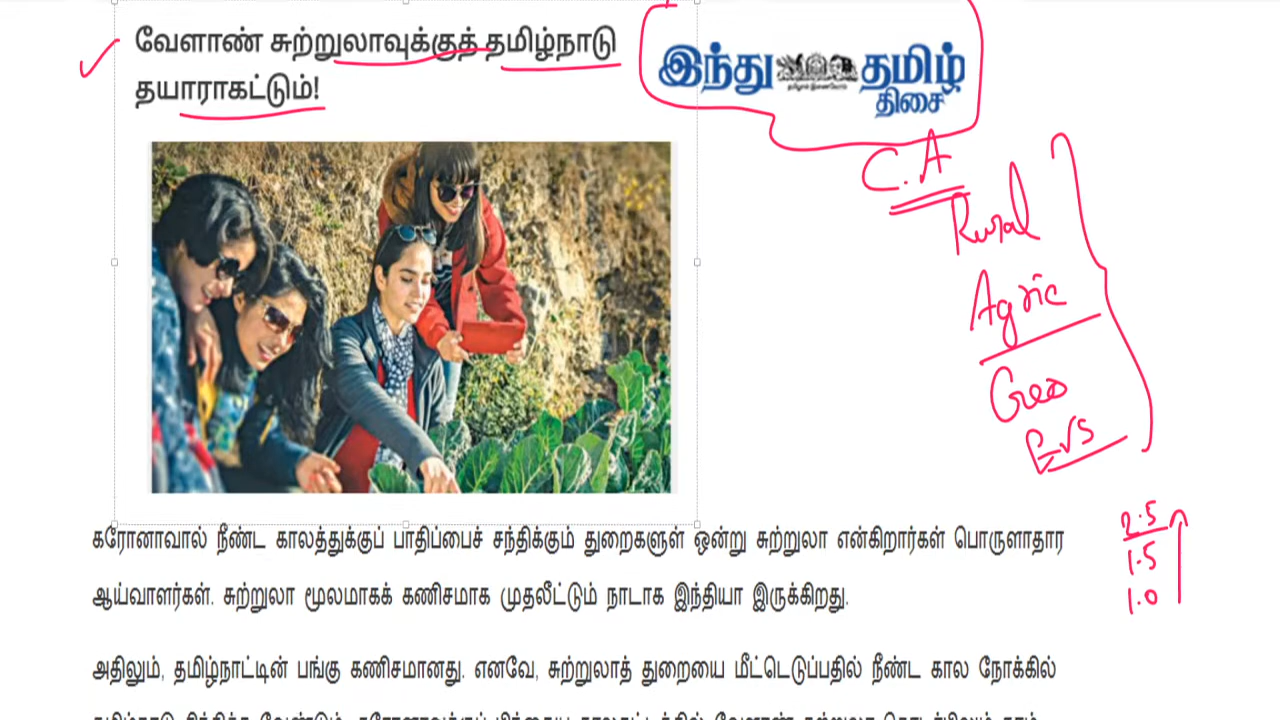 வேளாண் சுற்றுலாவுக்குத் தமிழ்நாடு
தயாராகட்டும்!
இந்து தமிழ்
திசை
C.A
Rural
Agric
Geo
EVS
கரோனாவால் நீண்ட காலத்துக்குப் பாதிப்பைச் சந்திக்கும் துறைகளுள் ஒன்று சுற்றுலா என்கிறார்கள் பொருளாதார
ஆய்வாளர்கள். சுற்றுலா மூலமாகக் கணிசமாக முதலீட்டும் நாடாக இந்தியா இருக்கிறது.
2.5
1.5
1.0
அதிலும், தமிழ்நாட்டின் பங்கு கணிசமானது. எனவே, சுற்றுலாத் துறையை மீட்டெடுப்பதில் நீண்ட கால நோக்கில்